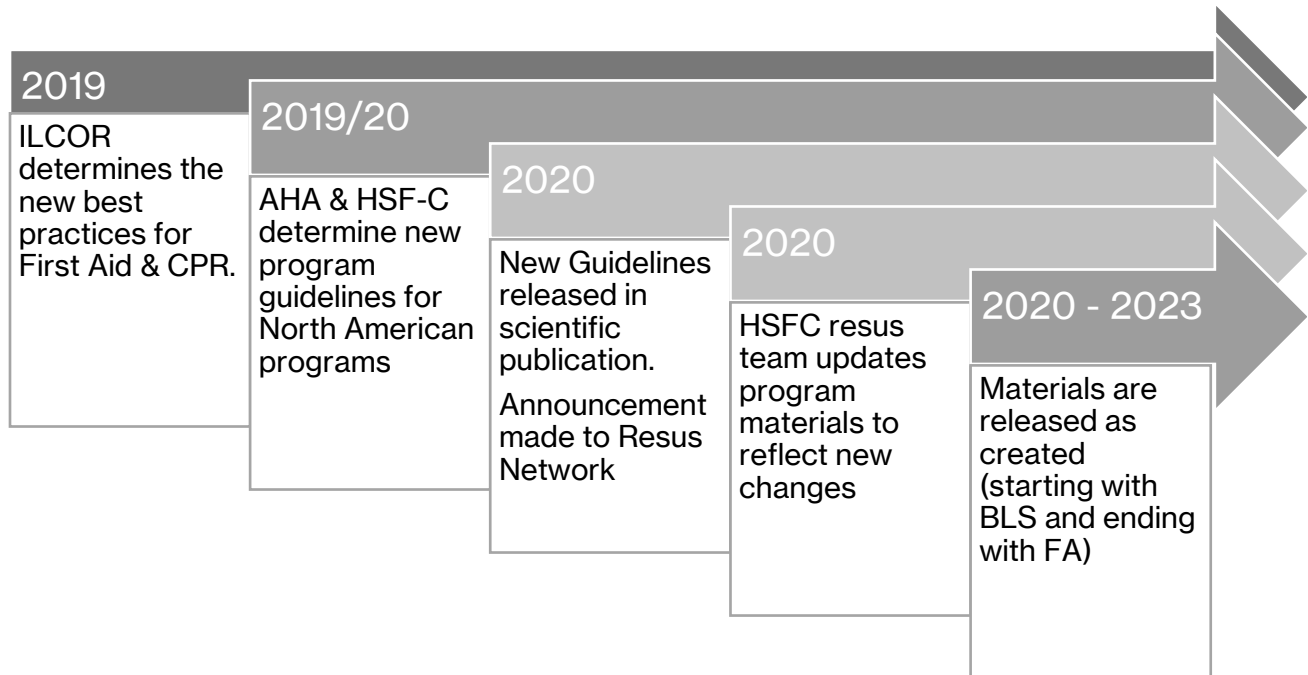 2019
ILCOR
determines the
new best
practices for
First Aid & CPR.
2019/20
AHA & HSF-C
determine new
program
guidelines for
North American
programs
2020
New Guidelines
released in
scientific
publication.
Announcement
made to Resus
Network
2020
HSFC resus
team updates
program
materials to
reflect new
changes
2020 - 2023
Materials are
released as
created
(starting with
BLS and ending
with FA)